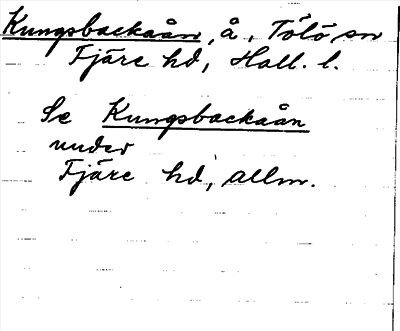 Kungsbackaån, å, Tölö sn
Fjäre hd, Hall. l.
Se Kungsbackaån
under
Fjäre hd, allm.